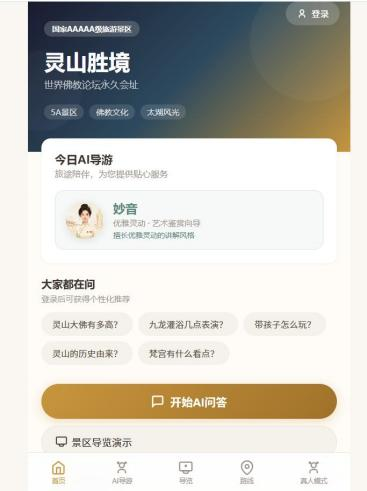 登录
国家AAAAA级旅游景区
灵山胜境
世界佛教论坛永久会址
5A景区
佛教文化
太湖风光
今日AI导游
旅途陪伴，为您提供贴心服务
妙音
优雅灵动 · 艺术鉴赏向导
擅长优雅灵动的讲解风格
大家都在问
登录后可获得个性化推荐
灵山大佛有多高？
九龙灌浴几点表演？
带孩子怎么玩？
灵山的历史由来？
梵宫有什么看点？
开始AI问答
景区导览演示
首页
AI导游
导览
路线
真人模式